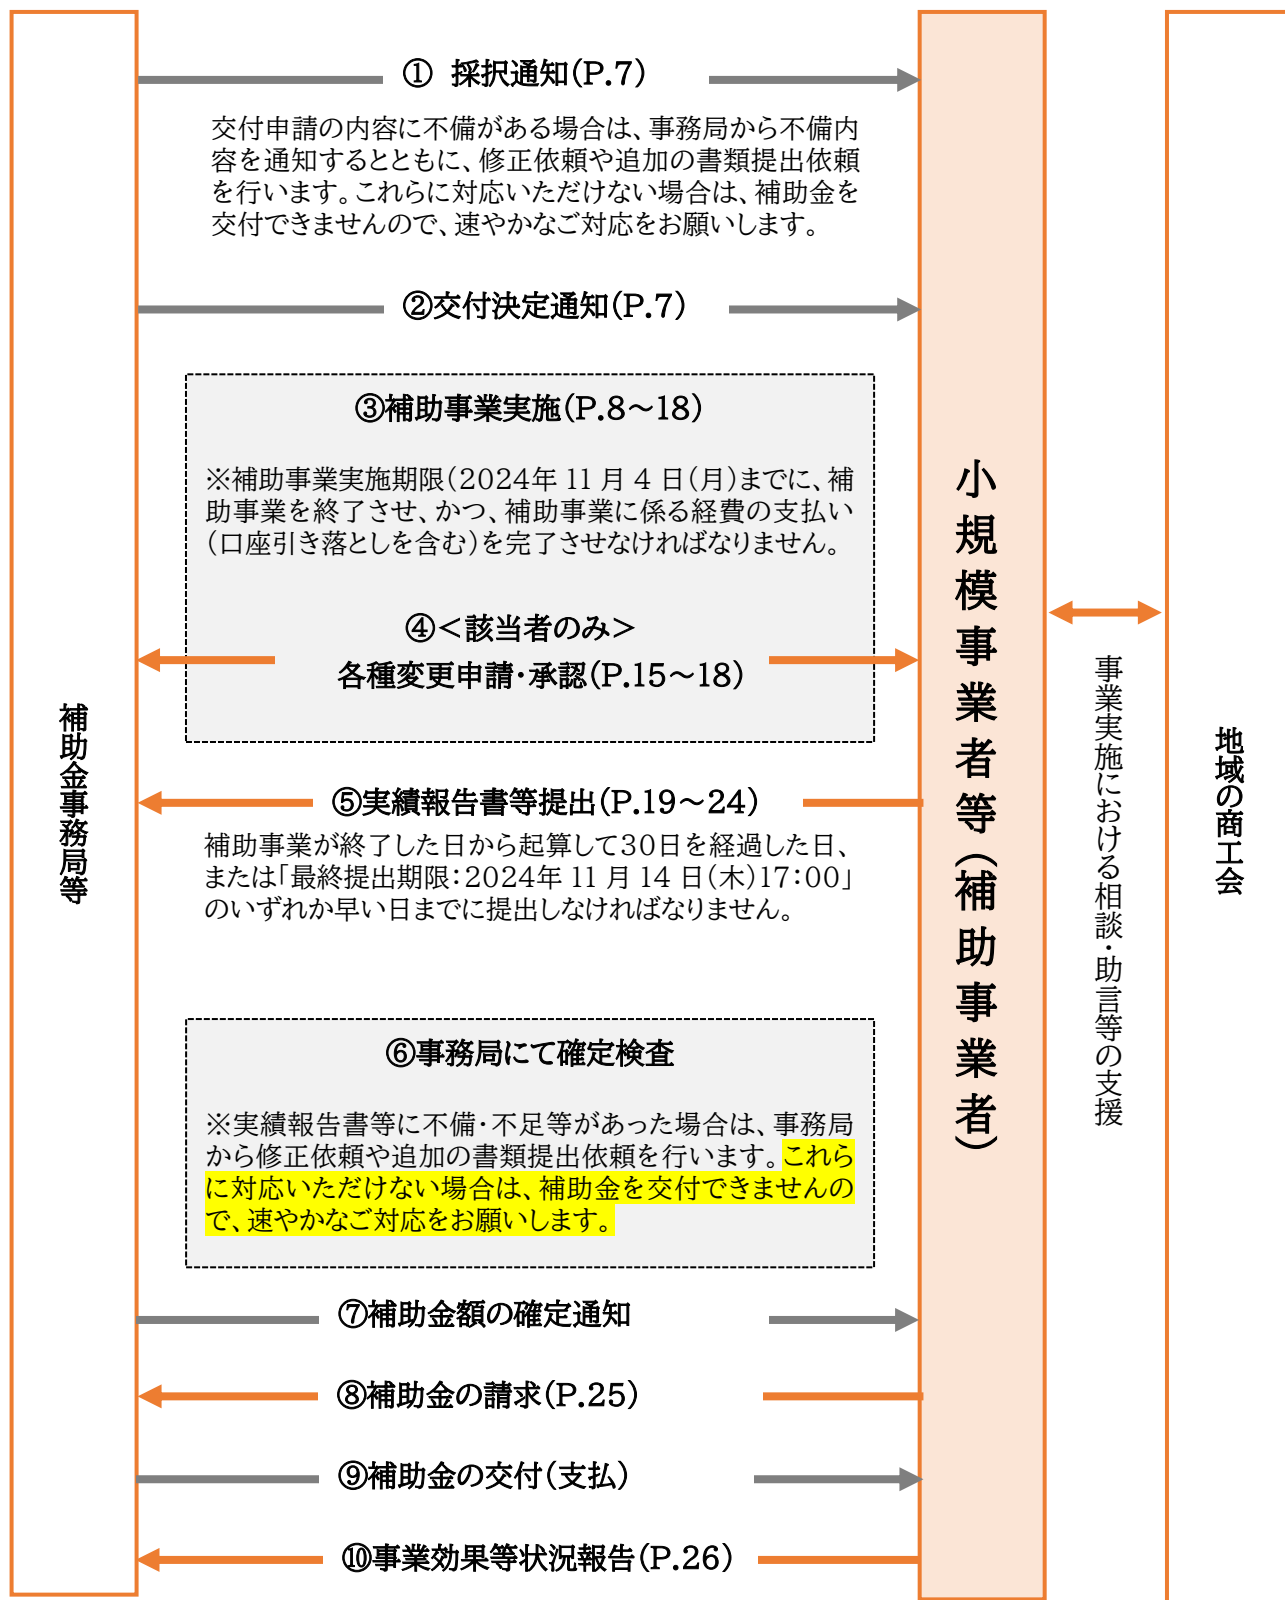 ① 採択通知(P.7)
交付申請の内容に不備がある場合は、事務局から不備内
容を通知するとともに、修正依頼や追加の書類提出依頼
を行います。これらに対応いただけない場合は、補助金を
交付できませんので、速やかなご対応をお願いします。
②交付決定通知(P.7)
③補助事業実施(P.8～18)
※補助事業実施期限(2024年 11 月 4 日(月)までに、補
助事業を終了させ、かつ、補助事業に係る経費の支払い
(口座引き落としを含む)を完了させなければなりません。
④＜該当者のみ＞
各種変更申請・承認(P.15～18)
⑤実績報告書等提出(P.19～24)
補助事業が終了した日から起算して30日を経過した日、
または「最終提出期限:2024年 11 月 14 日(木)17:00」
のいずれか早い日までに提出しなければなりません。
⑥事務局にて確定検査
※実績報告書等に不備・不足等があった場合は、事務局
から修正依頼や追加の書類提出依頼を行います。これら
に対応いただけない場合は、補助金を交付できませんの
で、速やかなご対応をお願いします。
⑦補助金額の確定通知
⑧補助金の請求(P.25)
⑨補助金の交付(支払)
⑩事業効果等状況報告(P.26)
補助金事務局等
小規模事業者等(補助事業者)
事業実施における相談・助言等の支援
地域の商工会